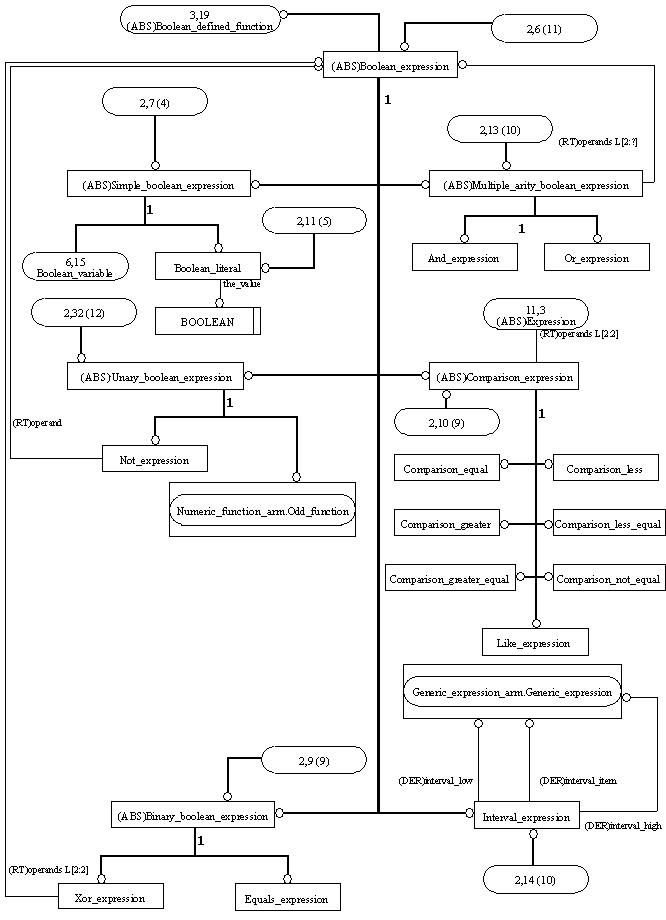 3,19
(ABS)Boolean_defined_function
2,6 (11)
(ABS)Boolean_expression
1
2,7 (4)
2,13 (10)
(RT)operands L[2:?]
(ABS)Simple_boolean_expression
(ABS)Multiple_arity_boolean_expression
1
2,11 (5)
1
6,15
Boolean_variable
Boolean_literal
And_expression
Or_expression
the_value
2,32 (12)
BOOLEAN
11,3
(ABS)Expression
(RT)operands L[2:2]
(ABS)Unary_boolean_expression
(ABS)Comparison_expression
1
1
(RT)operand
2,10 (9)
Not_expression
Comparison_equal
Comparison_less
Numeric_function_arm.Odd_function
Comparison_greater
Comparison_less_equal
Comparison_greater_equal
Comparison_not_equal
Like_expression
Generic_expression_arm.Generic_expression
2,9 (9)
(DER)interval_low
(DER)interval_item
(ABS)Binary_boolean_expression
Interval_expression
(DER)interval_high
1
(RT)operands L[2:2]
2,14 (10)
Xor_expression
Equals_expression